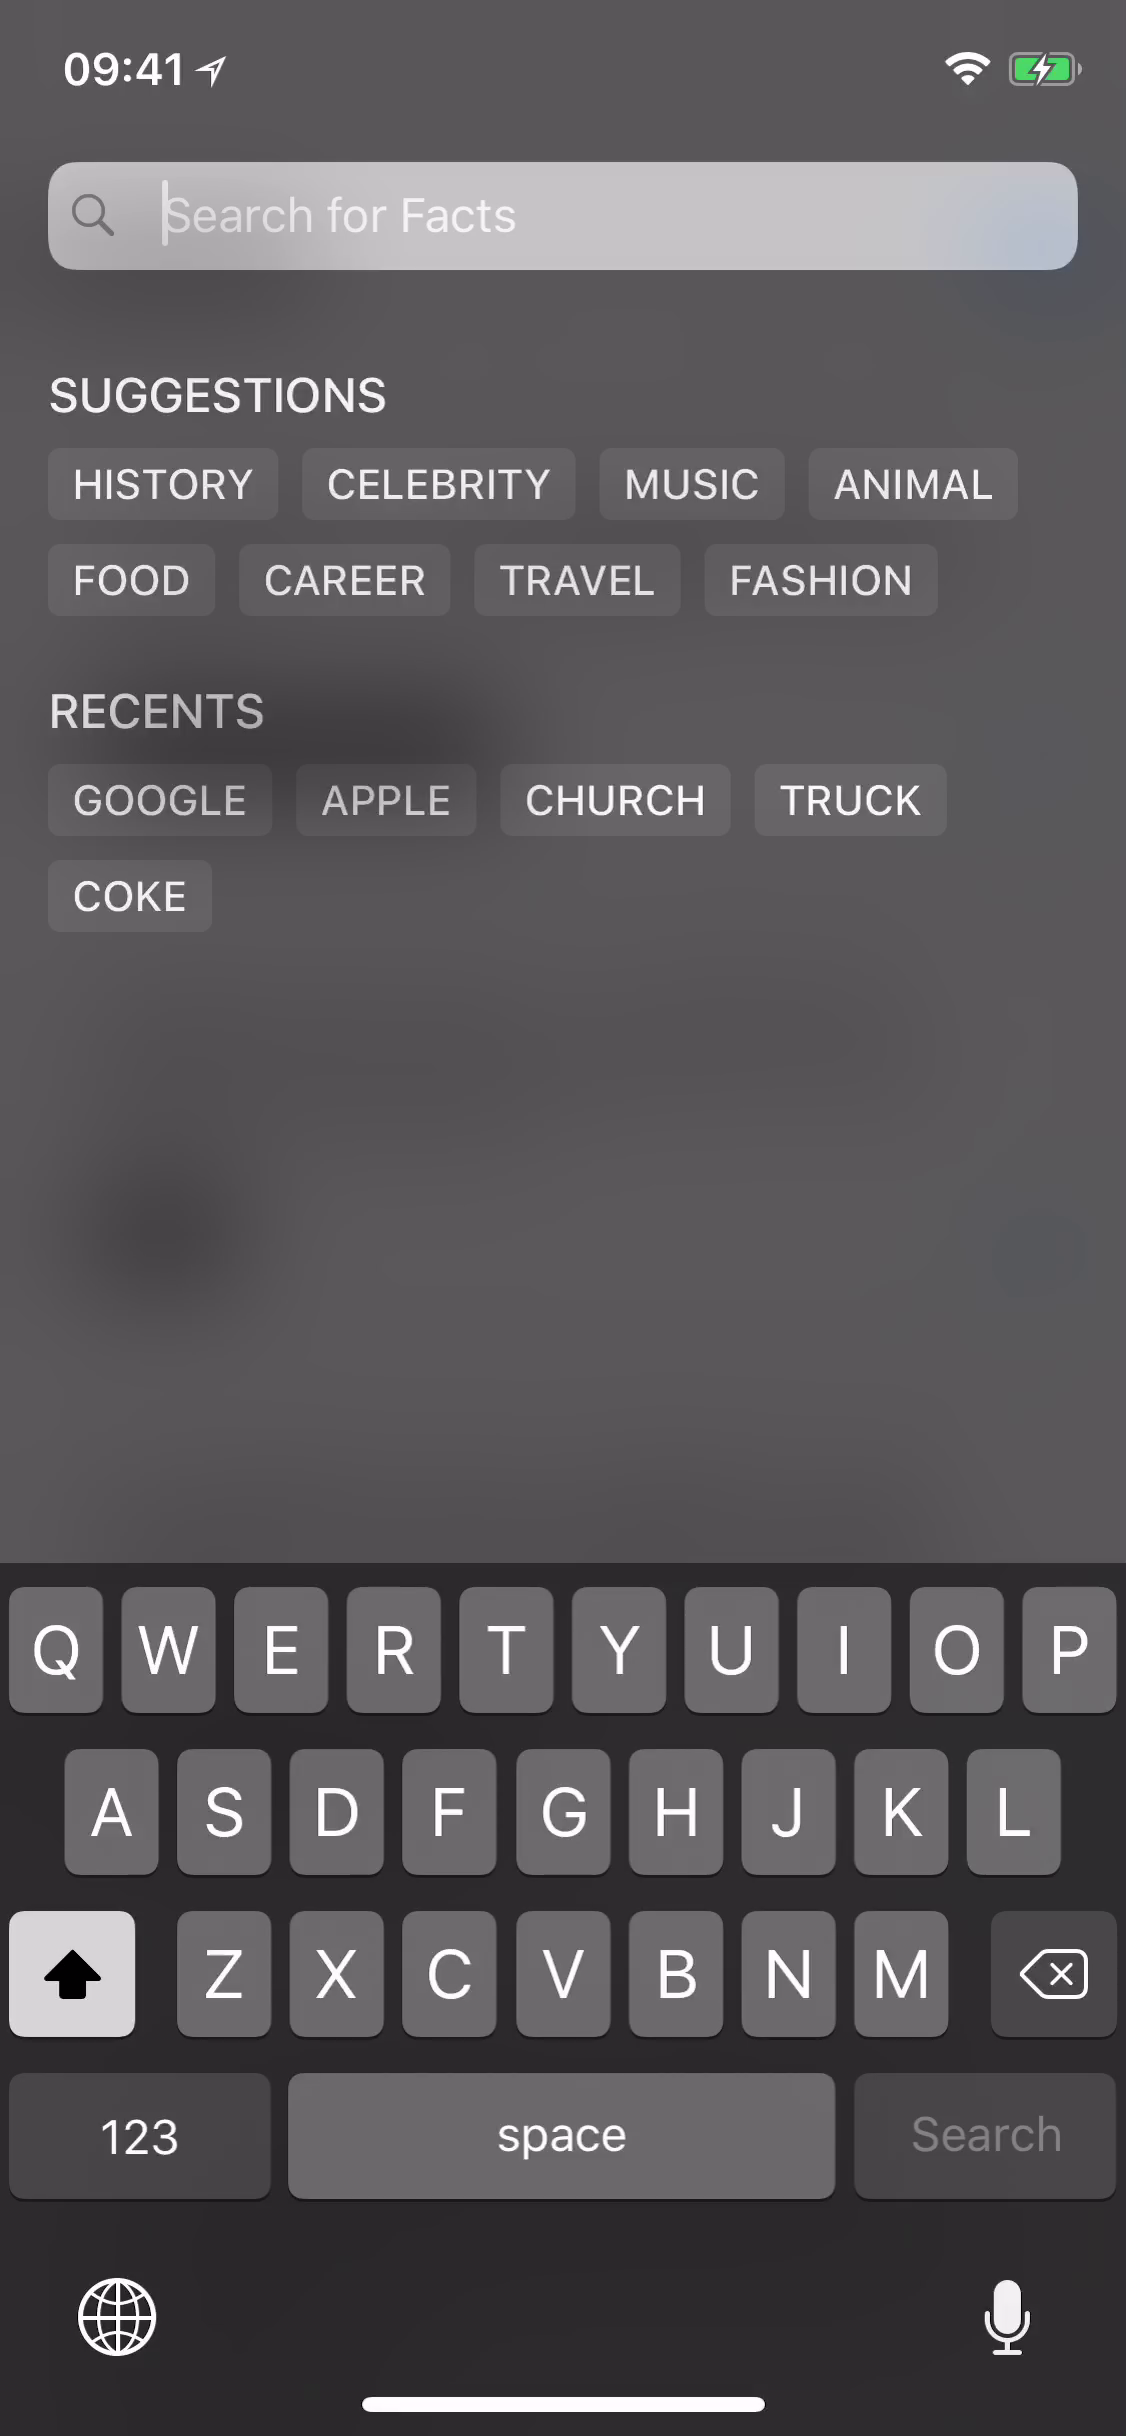 09:41
Search for Facts
SUGGESTIONS
HISTORY CELEBRITY MUSIC ANIMAL
FOOD CAREER TRAVEL FASHION
RECENTS
GOOGLE APPLE CHURCH TRUCK
COKE
Q W E R T Y U I O P
A S D F G H J K L
Z X C V B N M
123 space Search